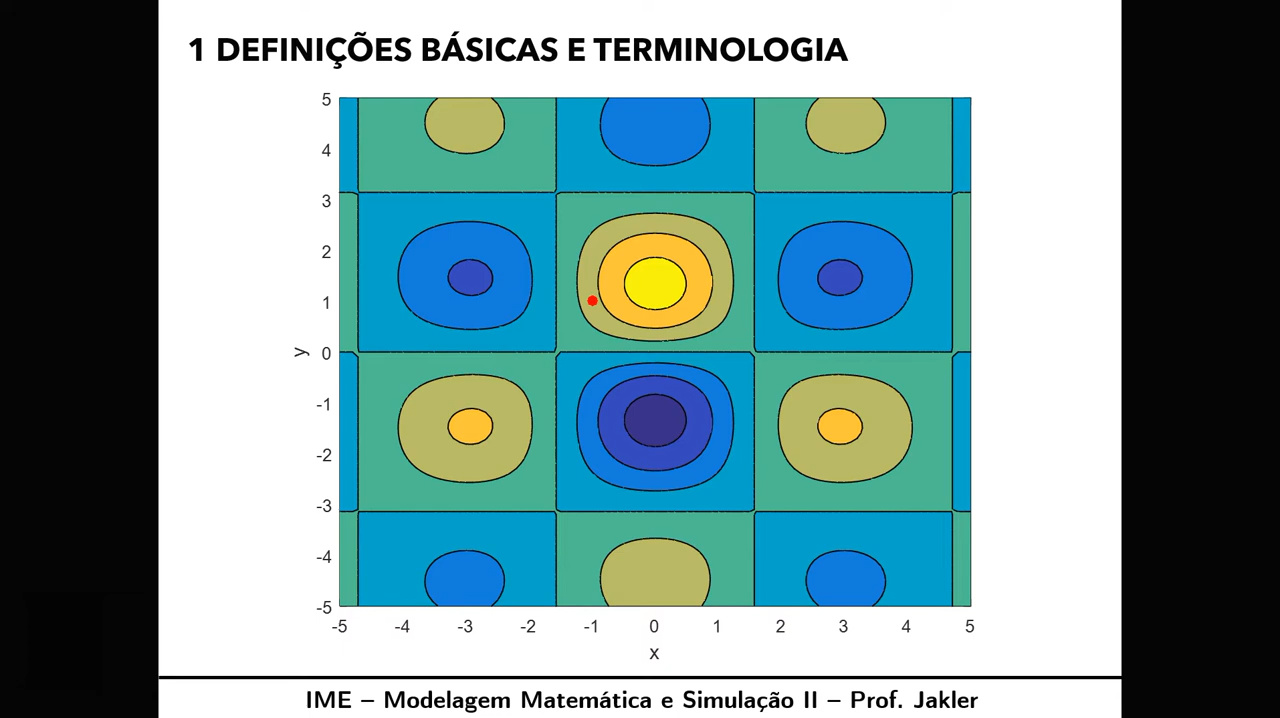 1 DEFINIÇÕES BÁSICAS E TERMINOLOGIA
5
4
3
2
1
0
-1
-2
-3
-4
-5
y
-5 -4 -3 -2 -1 0 1 2 3 4 5
x
IME – Modelagem Matemática e Simulação II – Prof. Jakler